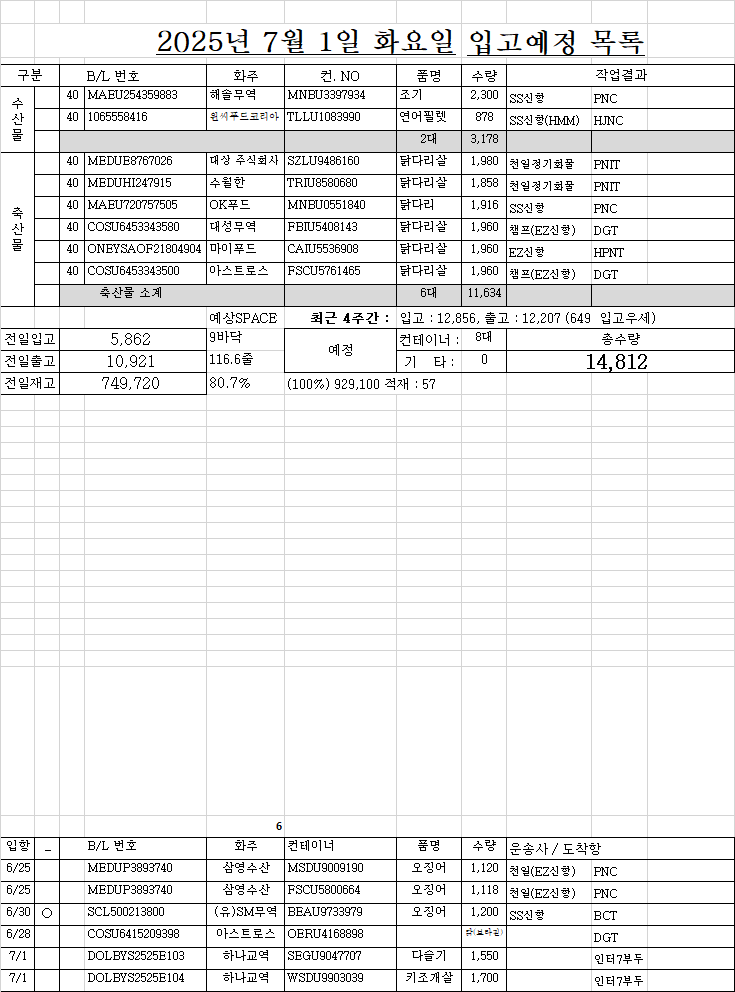 2025년 7월 1일 화요일 입고예정 목록
구분 B/L 번호 화주 컨. NO 품명 수량 작업결과
수산물
40 MAEU254359883 해솔무역 MNBU3397934 조기 2,300 SS신항 PNC
40 1065558416 원씨푸드코리아 TLLU1083990 연어필렛 878 SS신항(HMM) HJNC
2대 3,178
축산물
40 MEDUE8767026 대상 주식회사 SZLU9486160 닭다리살 1,980 천일정기화물 PNIT
40 MEDUHI247915 수월한 TRIU8580680 닭다리살 1,858 천일정기화물 PNIT
40 MAEU720757505 OK푸드 MNBU0551840 닭다리 1,916 SS신항 PNC
40 COSU6453343580 대성무역 FBIU5408143 닭다리살 1,960 캠프(EZ신항) DGT
40 ONEYSAOF21804904 마이푸드 CAIU5536908 닭다리살 1,960 EZ신항 HPNT
40 COSU6453343500 아스트로스 FSCU5761465 닭다리살 1,960 캠프(EZ신항) DGT
축산물 소계 6대 11,634
예상SPACE 최근 4주간 : 입고 : 12,856, 출고 : 12,207 (649 입고우세)
전일입고 5,862 9바닥 예정 컨테이너 : 8대 총수량
전일출고 10,921 116.6줄 기 타 : 0 14,812
전일재고 749,720 80.7% (100%) 929,100 적재 : 57
6
입항 _ B/L 번호 화주 컨테이너 품명 수량 운송사 / 도착항
6/25 MEDUP3893740 삼영수산 MSDU9009190 오징어 1,120 천일(EZ신항) PNC
6/25 MEDUP3893740 삼영수산 FSCU5800664 오징어 1,118 천일(EZ신항) PNC
6/30 ○ SCL500213800 (유)SM무역 BEAU9733979 오징어 1,200 SS신항 BCT
6/28 COSU6415209398 아스트로스 OERU4168898 닭(브라질) DGT
7/1 DOLBYS2525E103 하나교역 SEGU9047707 다슬기 1,550 인터7부두
7/1 DOLBYS2525E104 하나교역 WSDU9903039 키조개살 1,700 인터7부두